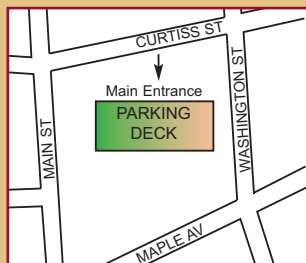 CURTISS ST
Main Entrance
PARKING
DECK
MAIN ST
WASHINGTON ST
MAPLE AV